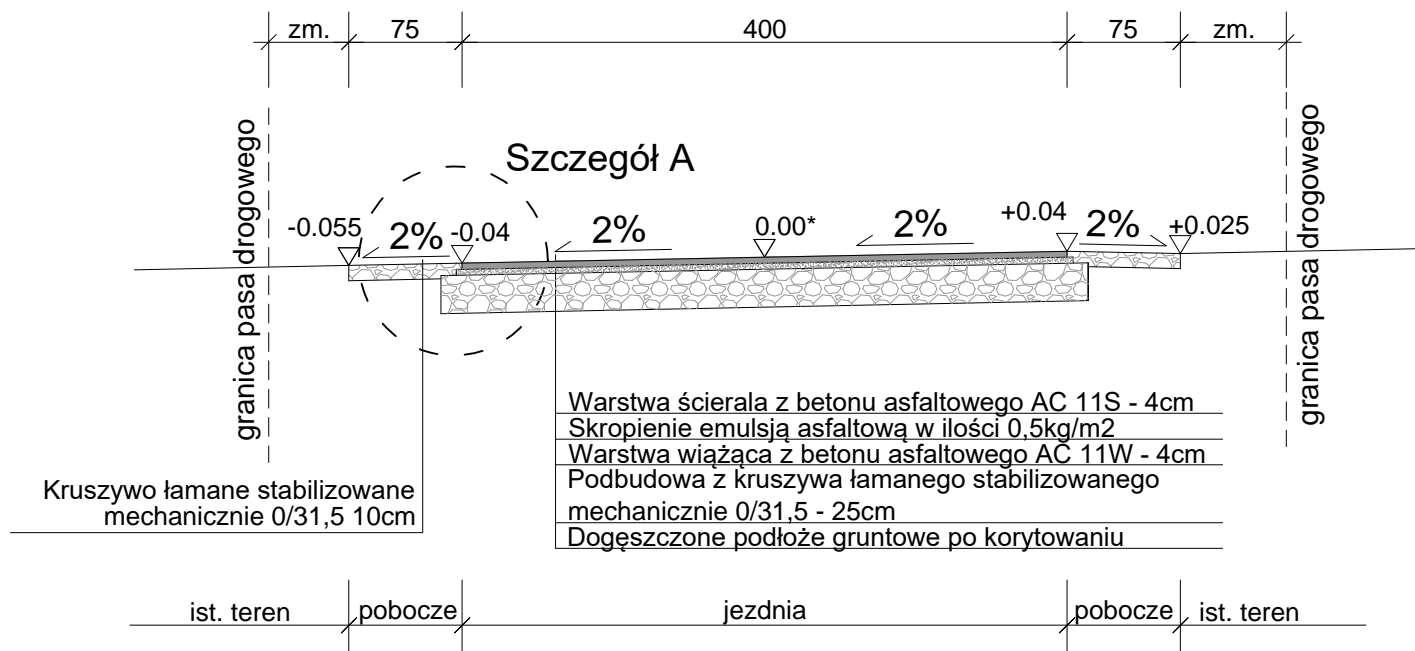 zm. 75 400 75 zm.
granica pasa drogowego
granica pasa drogowego
Szczegół A
-0.055 2% -0.04 2% 0.00* 2% +0.04 2% +0.025
Warstwa ścierala z betonu asfaltowego AC 11S - 4cm
Skropienie emulsją asfaltową w ilości 0,5kg/m2
Warstwa wiążąca z betonu asfaltowego AC 11W - 4cm
Podbudowa z kruszywa łamanego stabilizowanego
mechanicznie 0/31,5 - 25cm
Dogęszczone podłoże gruntowe po korytowaniu
Kruszywo łamane stabilizowane
mechanicznie 0/31,5 10cm
ist. teren pobocze jezdnia pobocze ist. teren